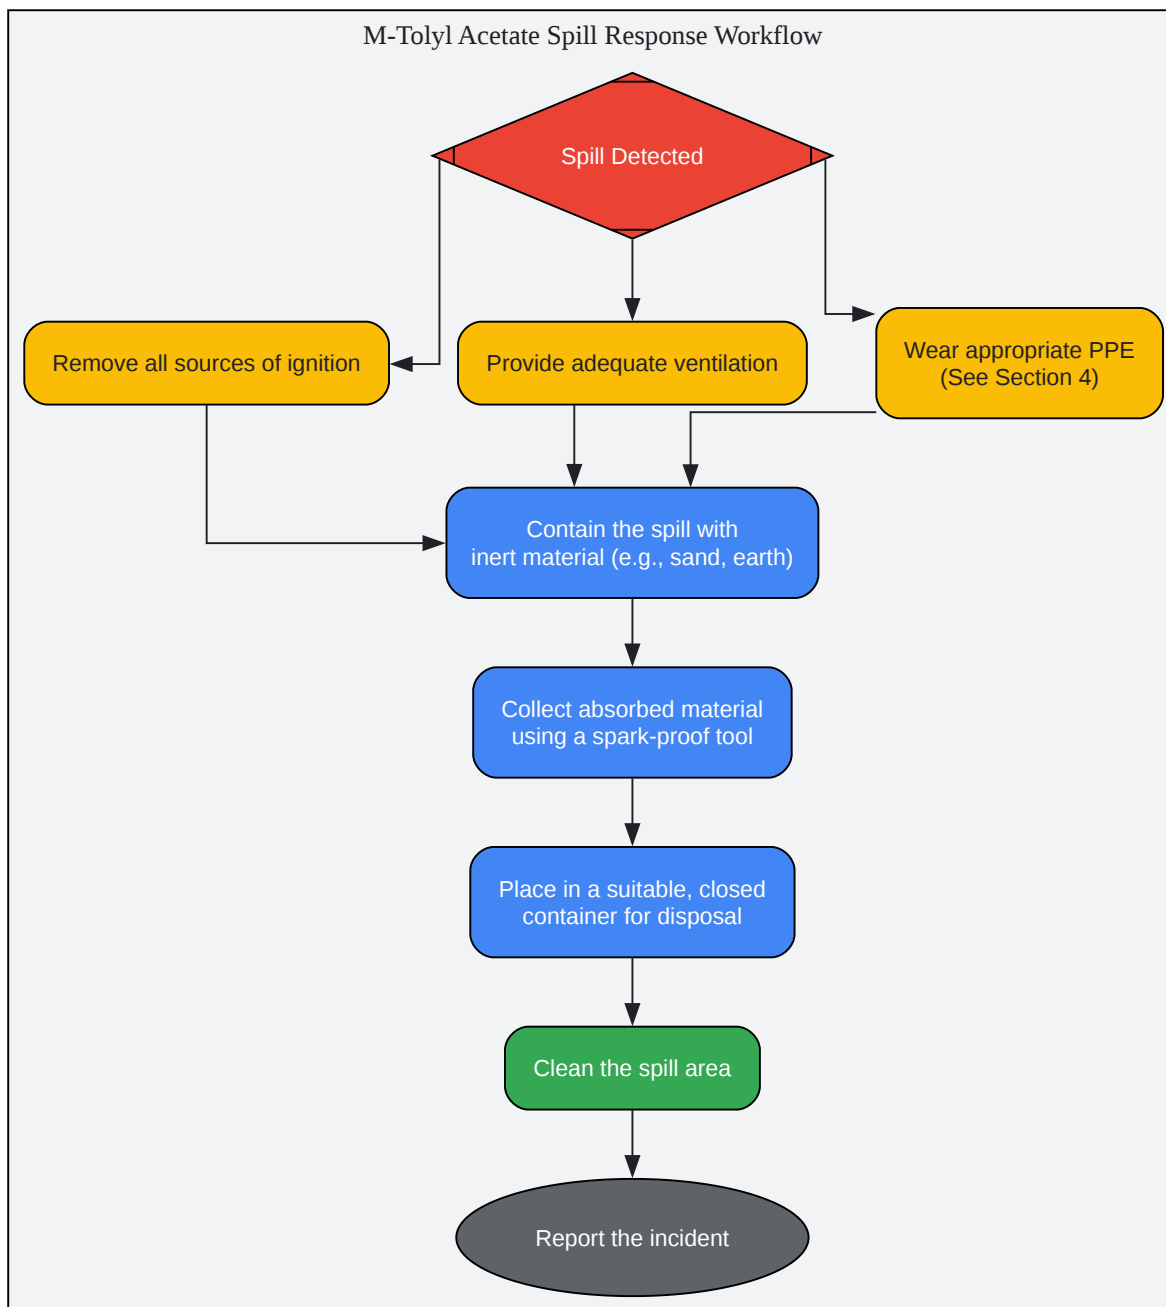 M-Tolyl Acetate Spill Response Workflow
Spill Detected
Remove all sources of ignition
Provide adequate ventilation
Wear appropriate PPE
(See Section 4)
Contain the spill with
inert material (e.g., sand, earth)
Collect absorbed material
using a spark-proof tool
Place in a suitable, closed
container for disposal
Clean the spill area
Report the incident